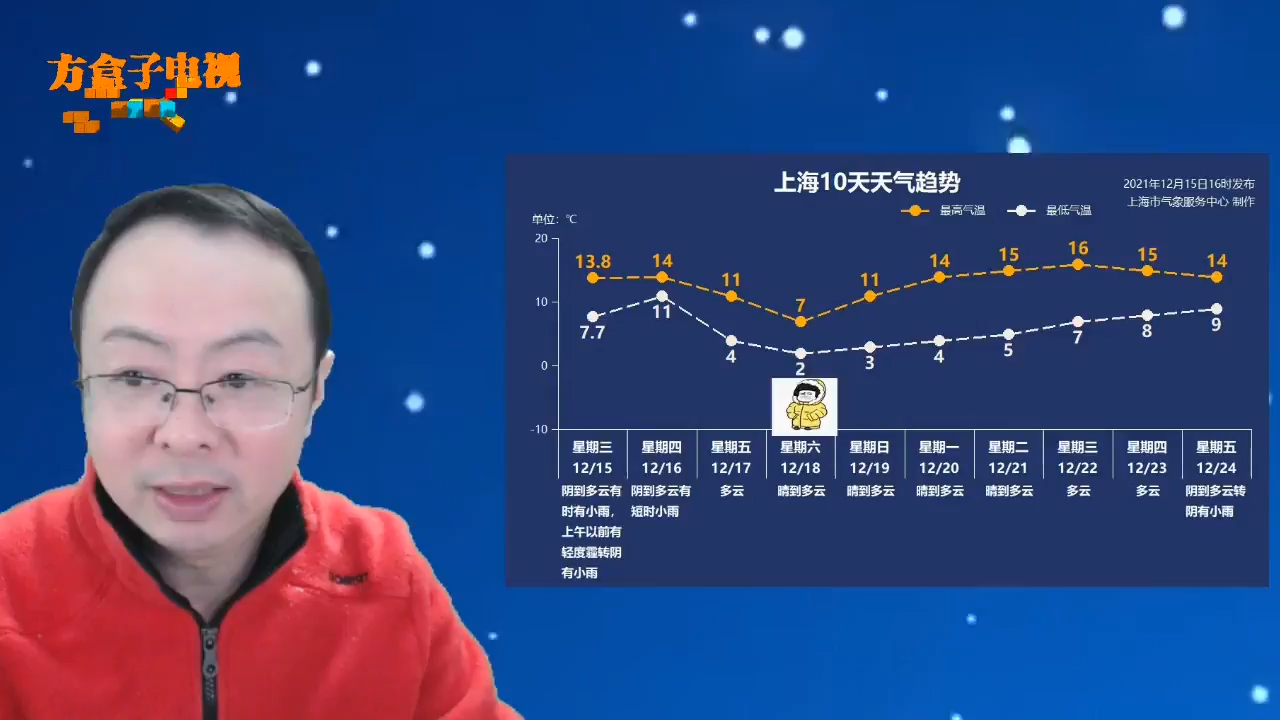 方盒子电视
上海10天天气趋势
2021年12月15日16时发布
上海市气象服务中心 制作
单位：℃
最高气温
最低气温
20
10
0
-10
13.8 14 11 7 11 14 15 16 15 14
7.7 11 4 2 3 4 5 7 8 9
星期三 星期四 星期五 星期六 星期日 星期一 星期二 星期三 星期四 星期五
12/15 12/16 12/17 12/18 12/19 12/20 12/21 12/22 12/23 12/24
阴到多云有 阴到多云有 多云 晴到多云 晴到多云 晴到多云 晴到多云 多云 多云 阴到多云转
时有小雨， 短时小雨 阴有小雨
上午以前有
轻度霾转阴
有小雨